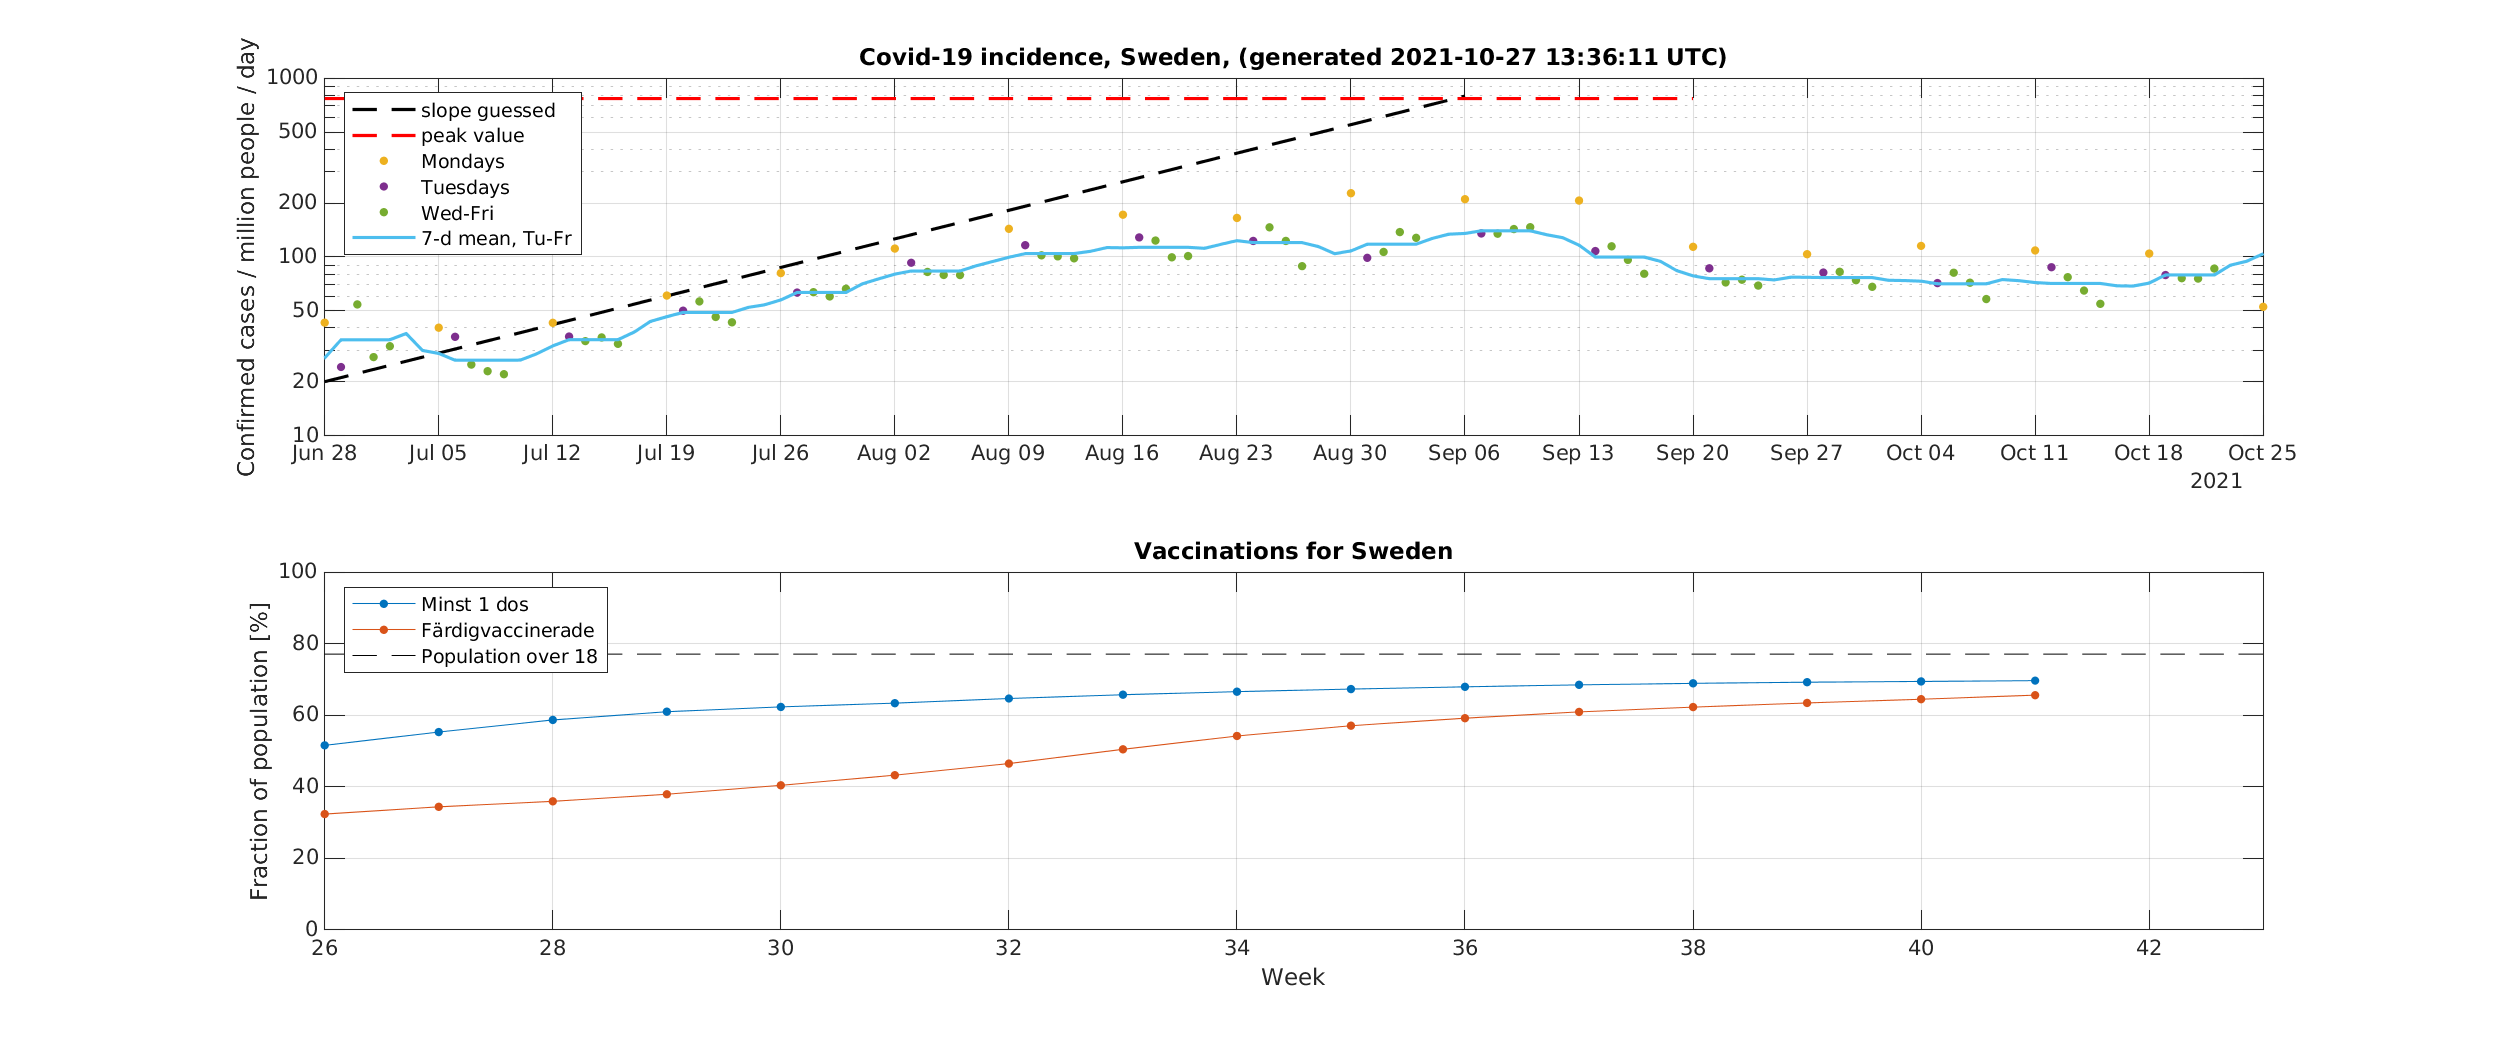 Covid-19 incidence, Sweden, (generated 2021-10-27 13:36:11 UTC)
Confirmed cases / million people / day
1000
500
200
100
50
20
10
slope guessed
peak value
Mondays
Tuesdays
Wed-Fri
7-d mean, Tu-Fr
Jun 28 Jul 05 Jul 12 Jul 19 Jul 26 Aug 02 Aug 09 Aug 16 Aug 23 Aug 30 Sep 06 Sep 13 Sep 20 Sep 27 Oct 04 Oct 11 Oct 18 Oct 25
2021
Vaccinations for Sweden
Fraction of population [%]
100
80
60
40
20
0
Minst 1 dos
Färdigvaccinerade
Population over 18
26 28 30 32 34 36 38 40 42
Week